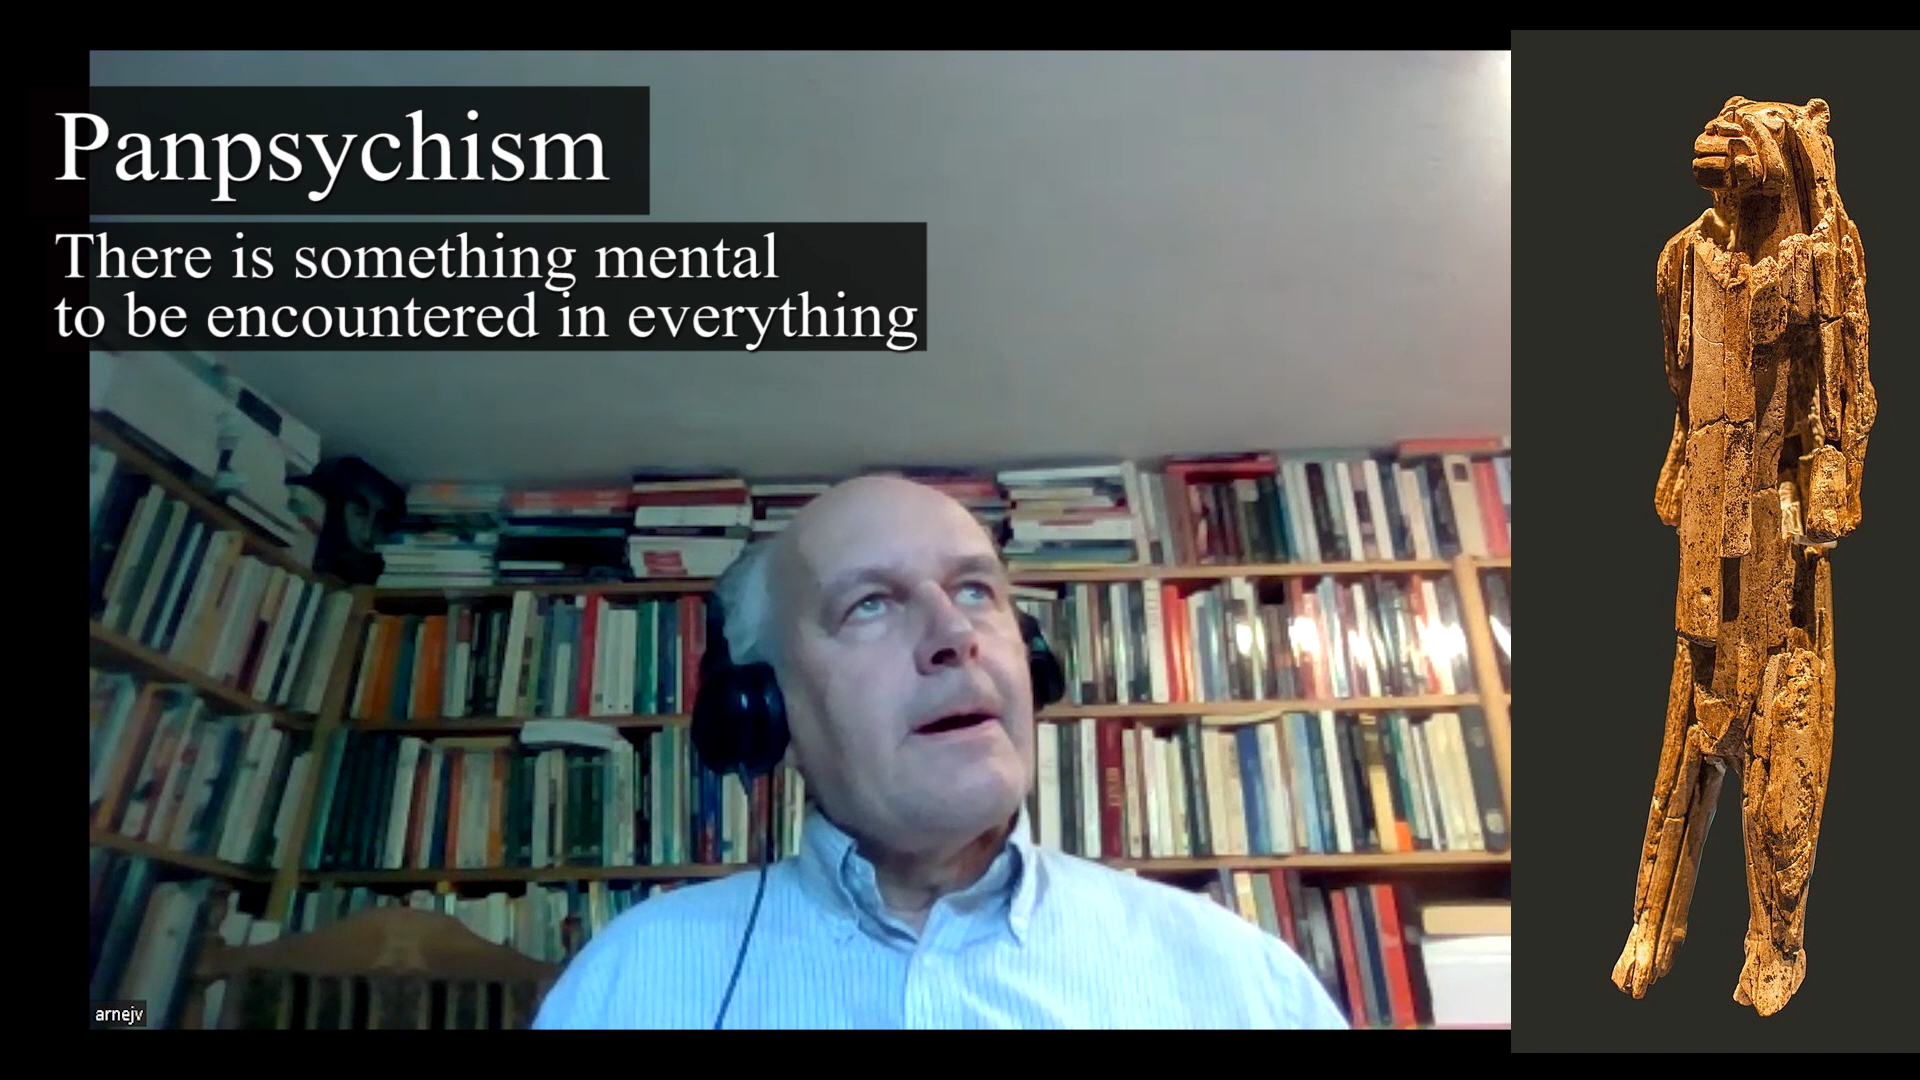 Panpsychism
There is something mental
to be encountered in everything
arnejv